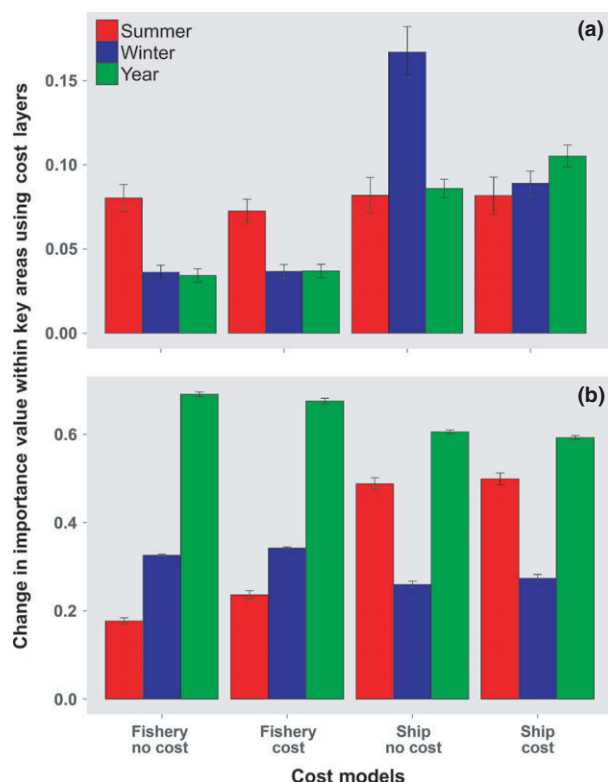 (a)
Summer
Winter
Year
0.15
0.10
0.05
0.00
Change in importance value within key areas using cost layers
(b)
0.6
0.4
0.2
0.0
Fishery no cost
Fishery cost
Ship no cost
Ship cost
Cost models